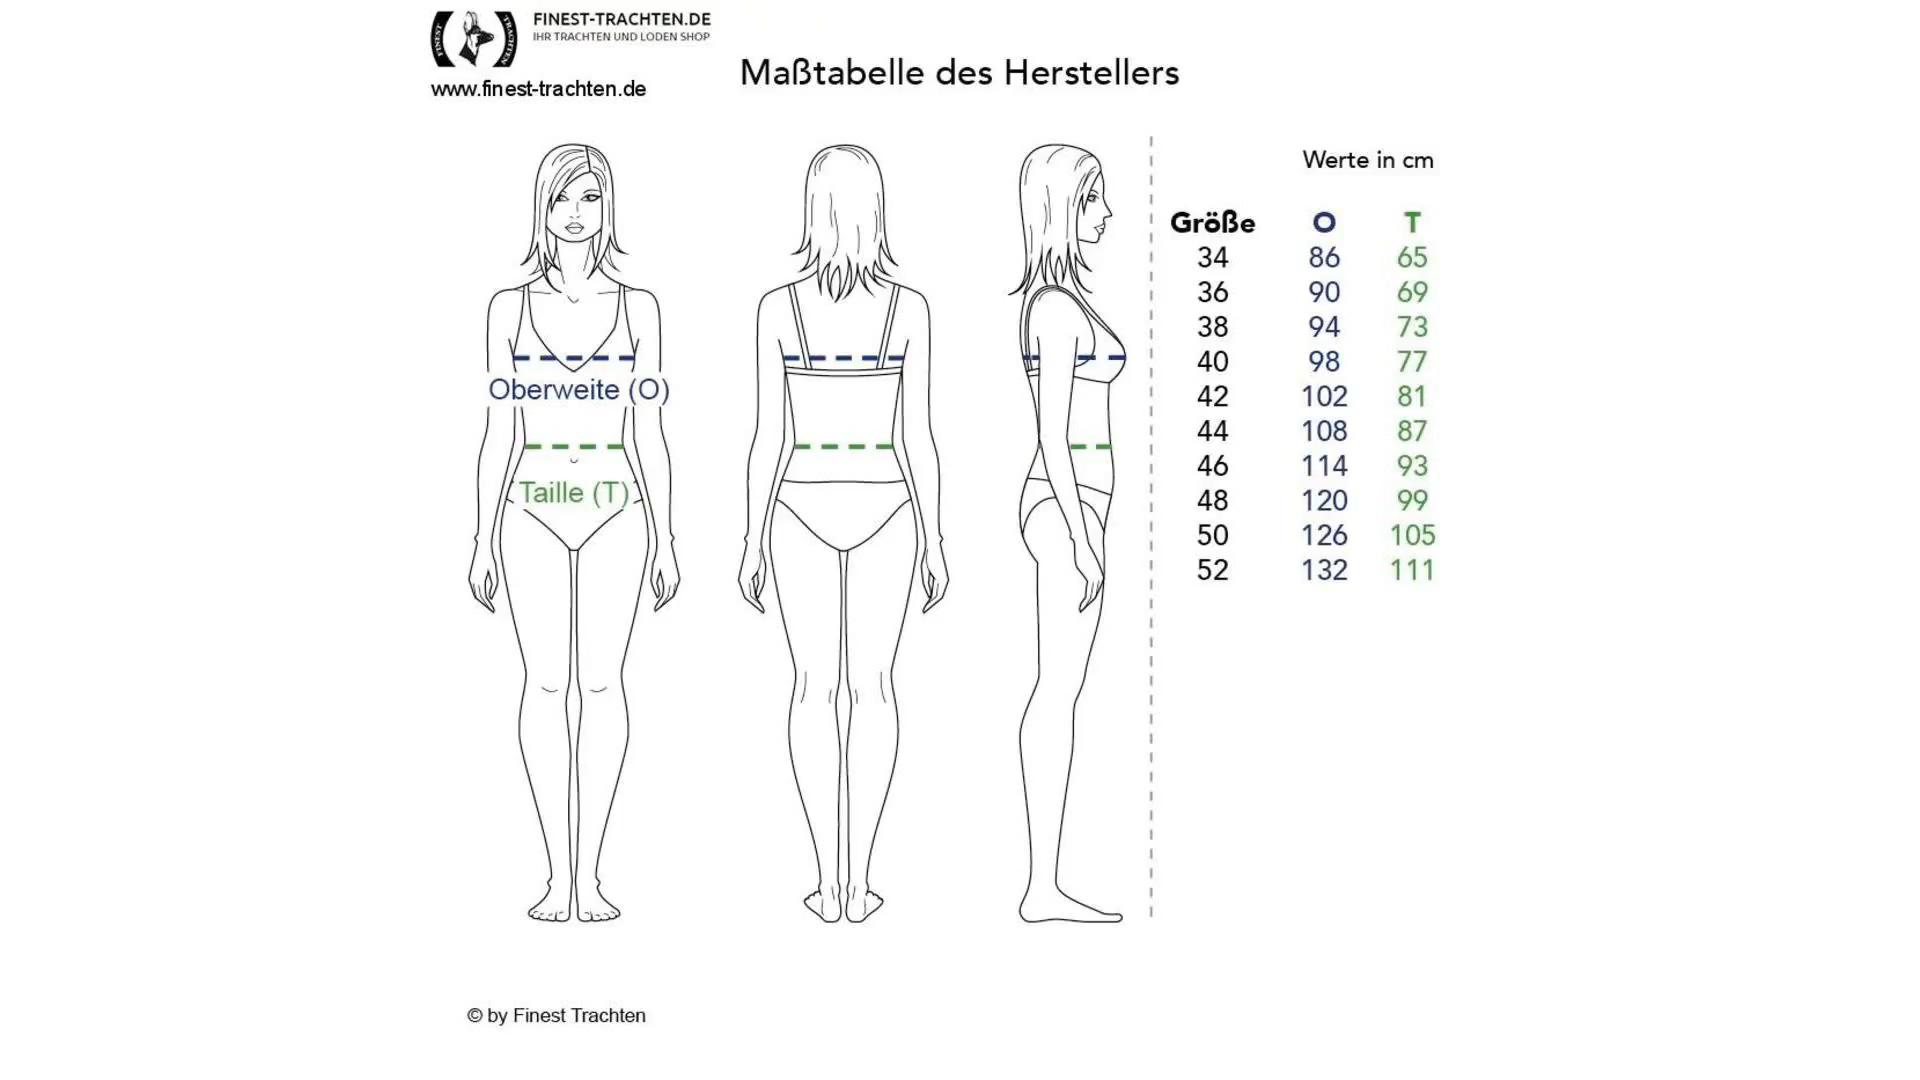 FINEST TRACHTEN
FINEST-TRACHTEN.DE
IHR TRACHTEN UND LODEN SHOP
www.finest-trachten.de
Maßtabelle des Herstellers
Werte in cm
Größe O T
34 86 65
36 90 69
38 94 73
40 98 77
42 102 81
44 108 87
46 114 93
48 120 99
50 126 105
52 132 111
Oberweite (O)
Taille (T)
© by Finest Trachten